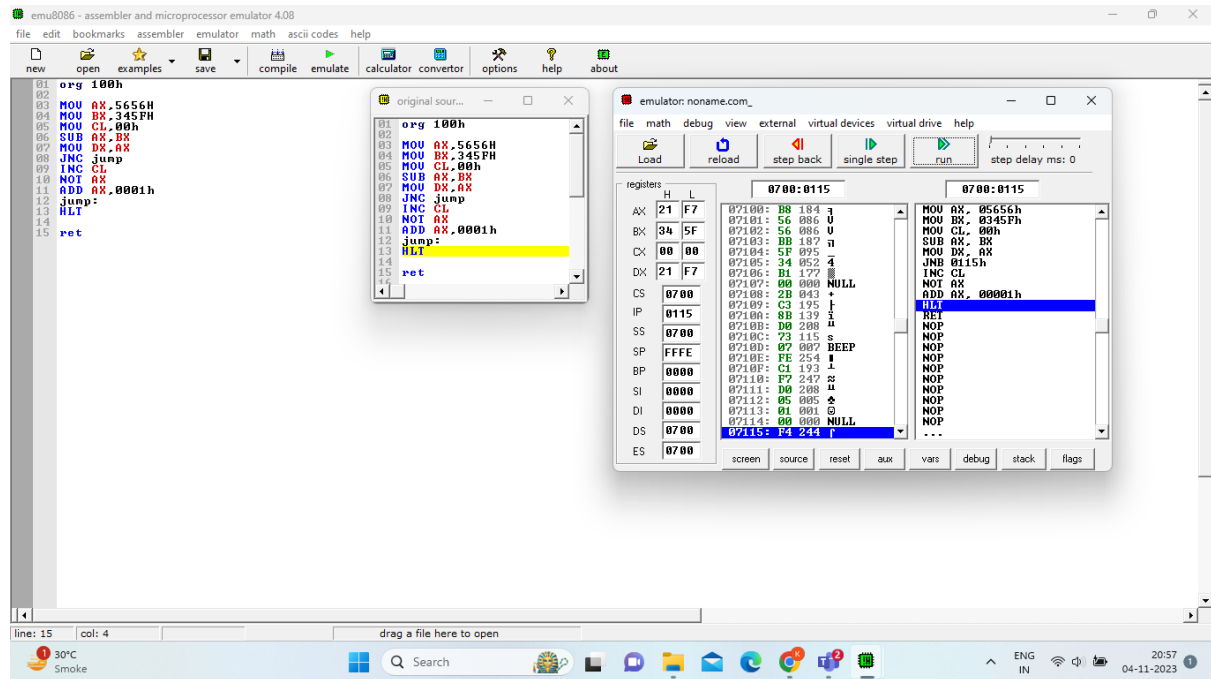 emu8086 - assembler and microprocessor emulator 4.08
file edit bookmarks assembler emulator math ascii codes help
new open examples save compile emulate calculator convertor options help about
01 org 100h
02
03 MOV AX,5656H
04 MOV BX,345FH
05 MOV CL,00h
06 SUB AX,BX
07 MOV DX,AX
08 JNC jump
09 INC CL
10 NOT AX
11 ADD AX,0001h
12 jump:
13 HLT
14
15 ret
original sour...
01 org 100h
02
03 MOV AX,5656H
04 MOV BX,345FH
05 MOV CL,00h
06 SUB AX,BX
07 MOV DX,AX
08 JNC jump
09 INC CL
10 NOT AX
11 ADD AX,0001h
12 jump:
13 HLT
14
15 ret
16
emulator: noname.com_
file math debug view external virtual devices virtual drive help
Load reload step back single step run step delay ms: 0
registers
H L
AX 21 F7
BX 34 5F
CX 00 00
DX 21 F7
CS 0700
IP 0115
SS 0700
SP FFFE
BP 0000
SI 0000
DI 0000
DS 0700
ES 0700
0700:0115 0700:0115
07100: B8 184 ╕
07101: 56 086 V
07102: 56 086 V
07103: BB 187 ╗
07104: 5F 095 _
07105: 34 052 4
07106: B1 177 ▒
07107: 00 000 NULL
07108: 2B 043 +
07109: C3 195 ├
0710A: 8B 139 ï
0710B: D0 208 ╨
0710C: 73 115 s
0710D: 07 007 BEEP
0710E: FE 254 ■
0710F: C1 193 ┴
07110: F7 247 ≈
07111: D0 208 ╨
07112: 05 005 ♣
07113: 01 001 ☺
07114: 00 000 NULL
07115: F4 244 ⌠
MOV AX, 05656h
MOV BX, 0345Fh
MOV CL, 00h
SUB AX, BX
MOV DX, AX
JNB 0115h
INC CL
NOT AX
ADD AX, 00001h
HLT
RET
NOP
NOP
NOP
NOP
NOP
NOP
NOP
NOP
NOP
NOP
...
screen source reset aux vars debug stack flags
line: 15 col: 4 drag a file here to open
1
30°C
Smoke
Search
2
ENG
IN
20:57
04-11-2023
1